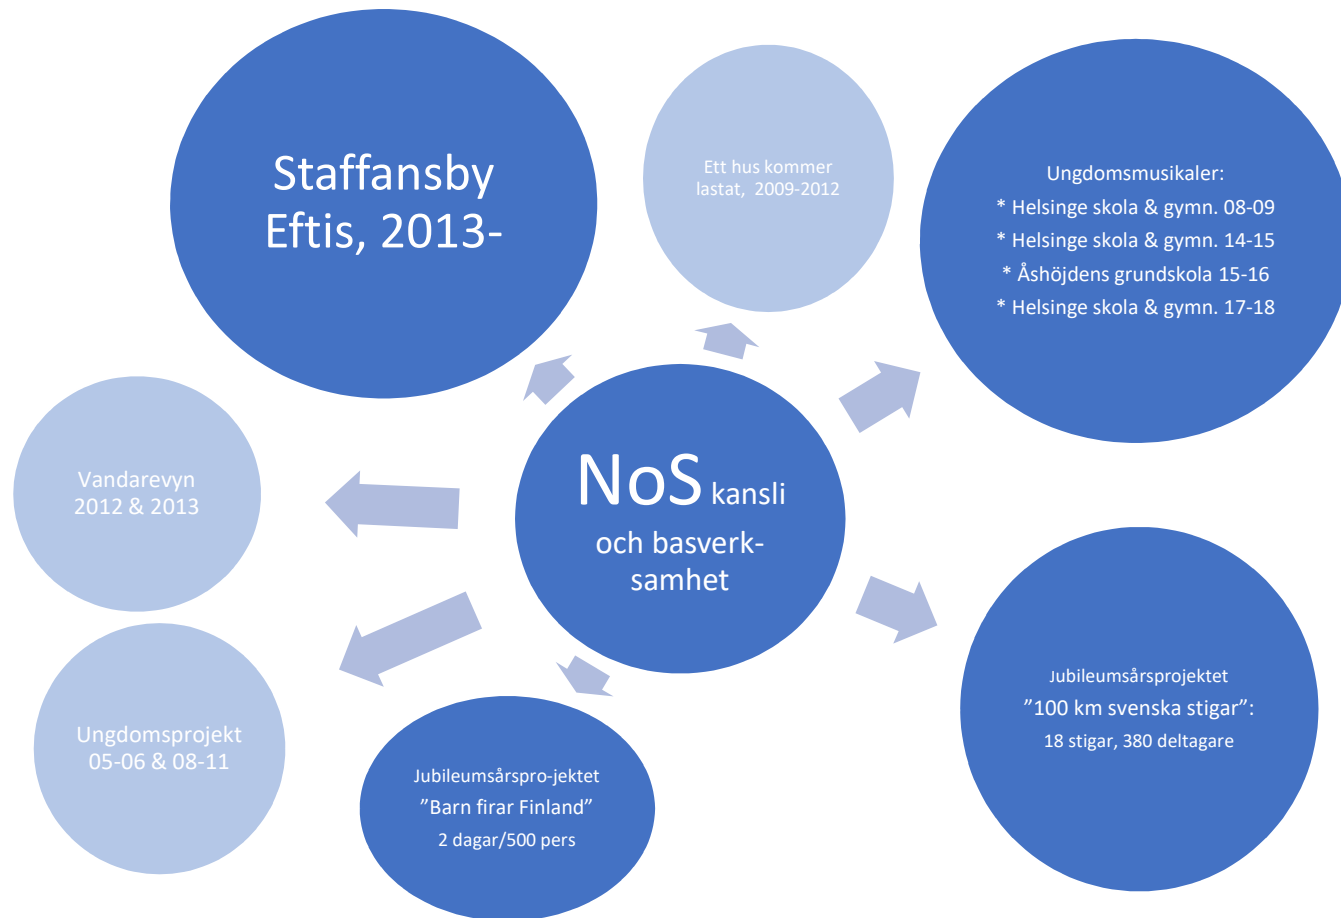 Staffansby
Eftis, 2013-
Ett hus kommer
lastat, 2009-2012
Ungdomsmusikaler:
* Helsinge skola & gymn. 08-09
* Helsinge skola & gymn. 14-15
* Åshöjdens grundskola 15-16
* Helsinge skola & gymn. 17-18
NoS kansli
och basverk-
samhet
Vandarevyn
2012 & 2013
Ungdomsprojekt
05-06 & 08-11
Jubileumsårspro-jektet
”Barn firar Finland”
2 dagar/500 pers
Jubileumsårsprojektet
”100 km svenska stigar”:
18 stigar, 380 deltagare